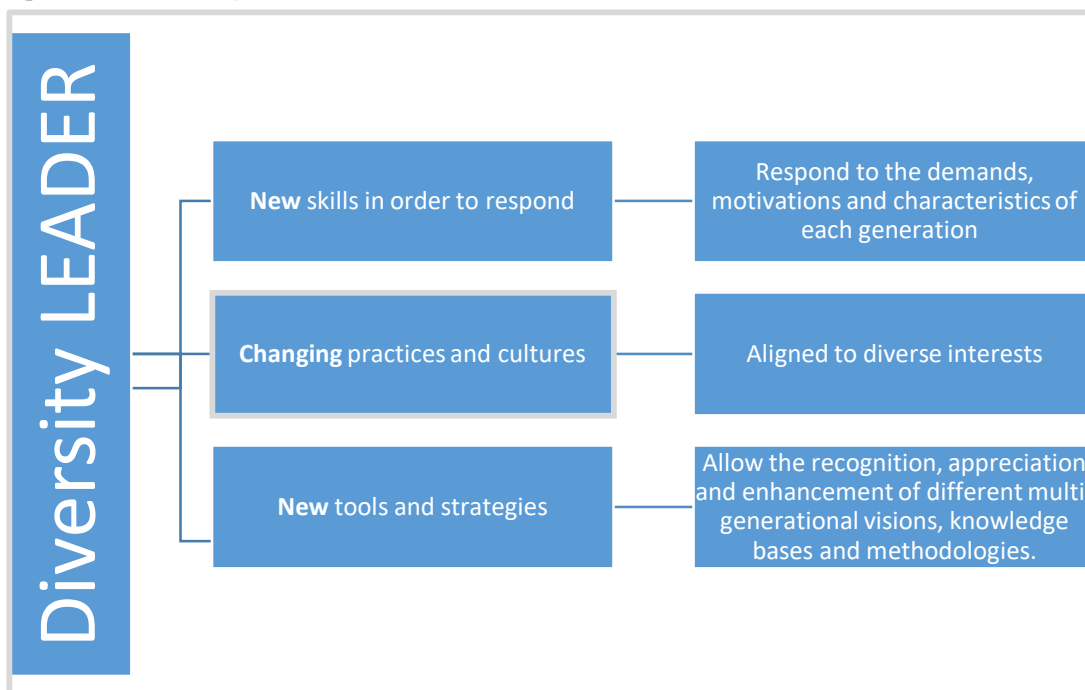 Diversity LEADER
New skills in order to respond
Respond to the demands,
motivations and characteristics of
each generation
Changing practices and cultures
Aligned to diverse interests
New tools and strategies
Allow the recognition, appreciation
and enhancement of different multi
generational visions, knowledge
bases and methodologies.